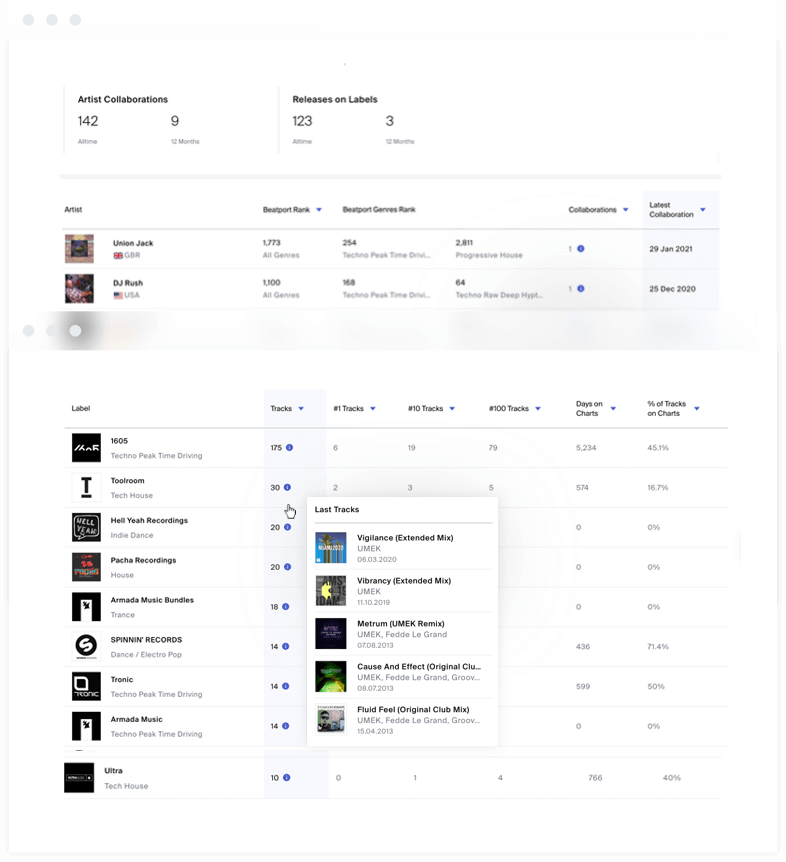 Artist Collaborations Releases on Labels
142 9 123 3
Alltime 12 Months Alltime 12 Months
Artist Beatport Rank Beatport Genres Rank Collaborations Latest Collaboration
Union Jack 1,773 254 2,811 1 29 Jan 2021
GBR All Genres Techno Peak Time Drivi... Progressive House
DJ Rush 1,100 168 64 1 25 Dec 2020
USA All Genres Techno Peak Time Drivi... Techno Raw Deep Hypt...
Label Tracks #1 Tracks #10 Tracks #100 Tracks Days on Charts % of Tracks on Charts
1605 175 6 19 79 5,234 45.1%
Techno Peak Time Driving
Toolroom 30 2 3 5 574 16.7%
Tech House
Hell Yeah Recordings 20 0 0%
Indie Dance
Pacha Recordings 20 0 0%
House
Armada Music Bundles 18 0 0%
Trance
SPINNIN' RECORDS 14 436 71.4%
Dance / Electro Pop
Tronic 14 599 50%
Techno Peak Time Driving
Armada Music 14 0 0%
Techno Peak Time Driving
Ultra 10 0 1 4 766 40%
Tech House
Last Tracks
Vigilance (Extended Mix)
UMEK
06.03.2020
Vibrancy (Extended Mix)
UMEK
11.10.2019
Metrum (UMEK Remix)
UMEK, Fedde Le Grand
07.08.2013
Cause And Effect (Original Clu...
UMEK, Fedde Le Grand, Groov...
08.07.2013
Fluid Feel (Original Club Mix)
UMEK, Fedde Le Grand, Groov...
15.04.2013
HELL YEAH
TRONIC
MIAMI 2020